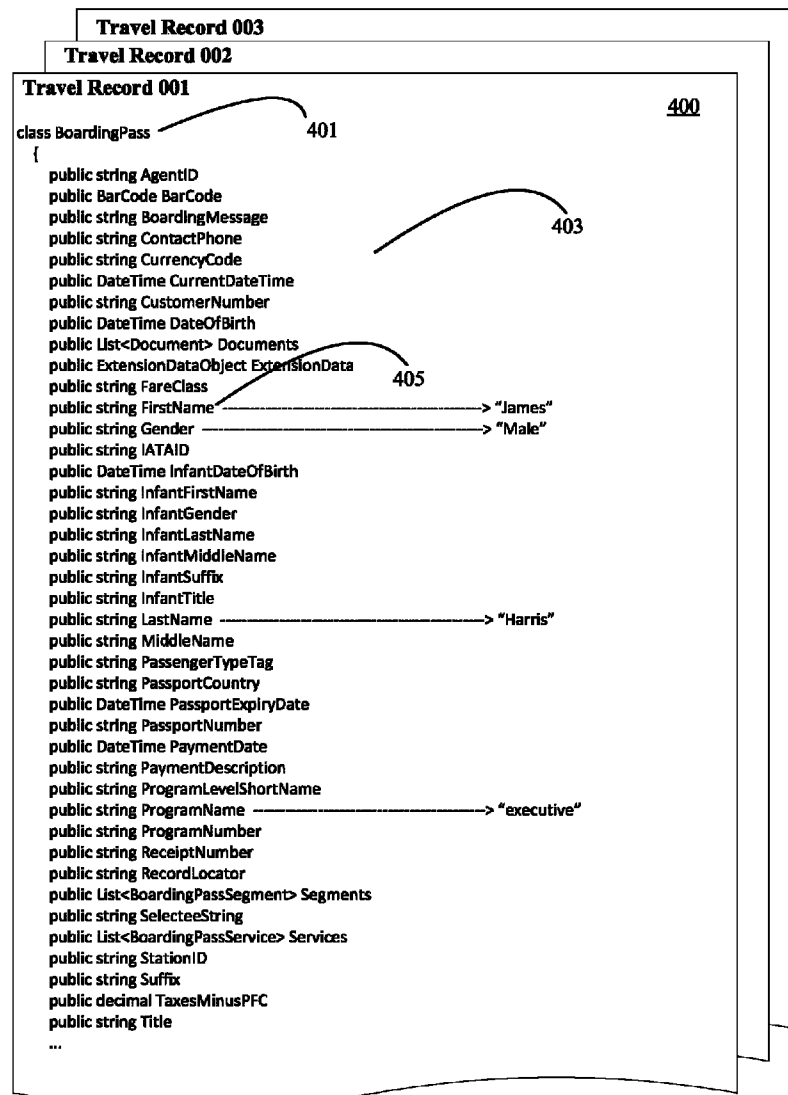 Travel Record 003
Travel Record 002
Travel Record 001
400
class BoardingPass
401
{
public string AgentID
public BarCode BarCode
public string BoardingMessage
403
public string ContactPhone
public string CurrencyCode
public DateTime CurrentDateTime
public string CustomerNumber
public DateTime DateOfBirth
public List<Document> Documents
public ExtensionDataObject ExtensionData
405
public string FareClass
public string FirstName ----------> "James"
public string Gender ----------> "Male"
public string IATAID
public DateTime InfantDateOfBirth
public string InfantFirstName
public string InfantGender
public string InfantLastName
public string InfantMiddleName
public string InfantSuffix
public string InfantTitle
public string LastName ----------> "Harris"
public string MiddleName
public string PassengerTypeTag
public string PassportCountry
public DateTime PassportExpiryDate
public string PassportNumber
public DateTime PaymentDate
public string PaymentDescription
public string ProgramLevelShortName
public string ProgramName ----------> "executive"
public string ProgramNumber
public string ReceiptNumber
public string RecordLocator
public List<BoardingPassSegment> Segments
public string SelecteeString
public List<BoardingPassService> Services
public string StationID
public string Suffix
public decimal TaxesMinusPFC
public string Title
...